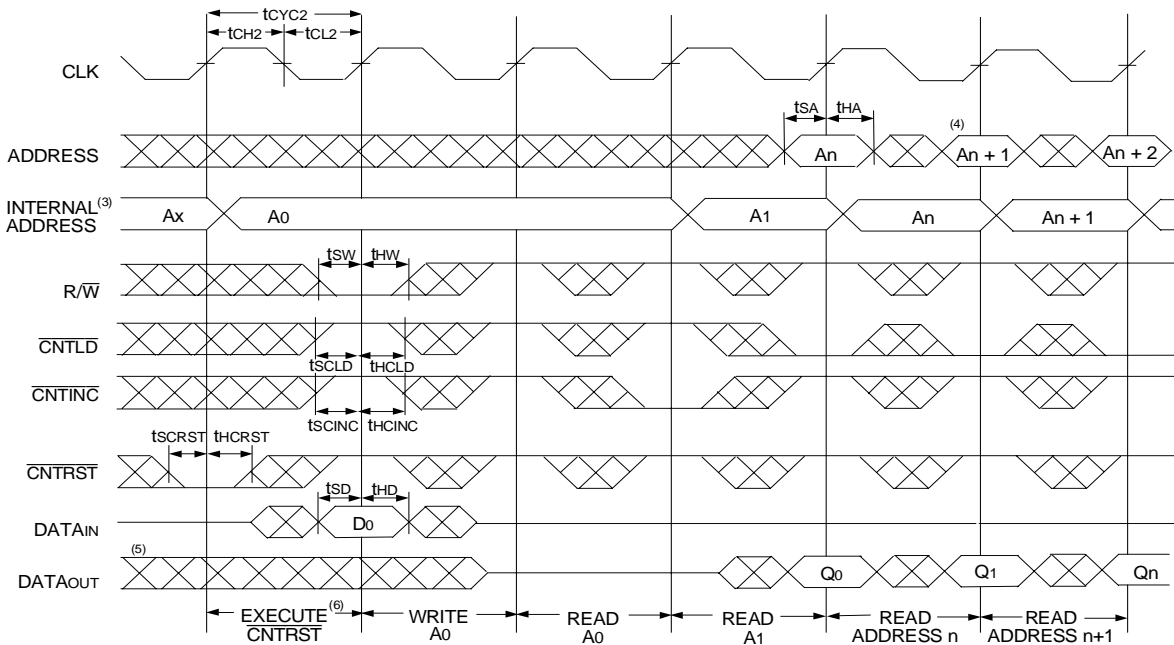 tCYC2
tCH2 tCL2
CLK
tSA tHA
ADDRESS An (4) An + 1 An + 2
INTERNAL(3)
ADDRESS Ax A0 A1 An An + 1
tSW tHW
R/W
CNTLD
tSCLD tHCLD
CNTINC
tSCINC tHCINC
tSCRST tHCRST
CNTRST
tSD tHD
DATAIN D0
(5)
DATAOUT Q0 Q1 Qn
EXECUTE(6)
CNTRST
WRITE
A0
READ
A0
READ
A1
READ
ADDRESS n
READ
ADDRESS n+1